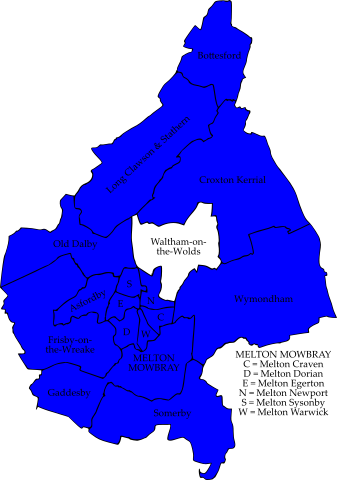 Bottesford
Long Clawson & Stathern
Croxton Kerrial
Waltham-on-
the-Wolds
Old Dalby
S
Asfordby
E
N
C
Wymondham
D
W
Frisby-on-
the-Wreake
MELTON
MOWBRAY
Gaddesby
Somerby
MELTON MOWBRAY
C = Melton Craven
D = Melton Dorian
E = Melton Egerton
N = Melton Newport
S = Melton Sysonby
W = Melton Warwick